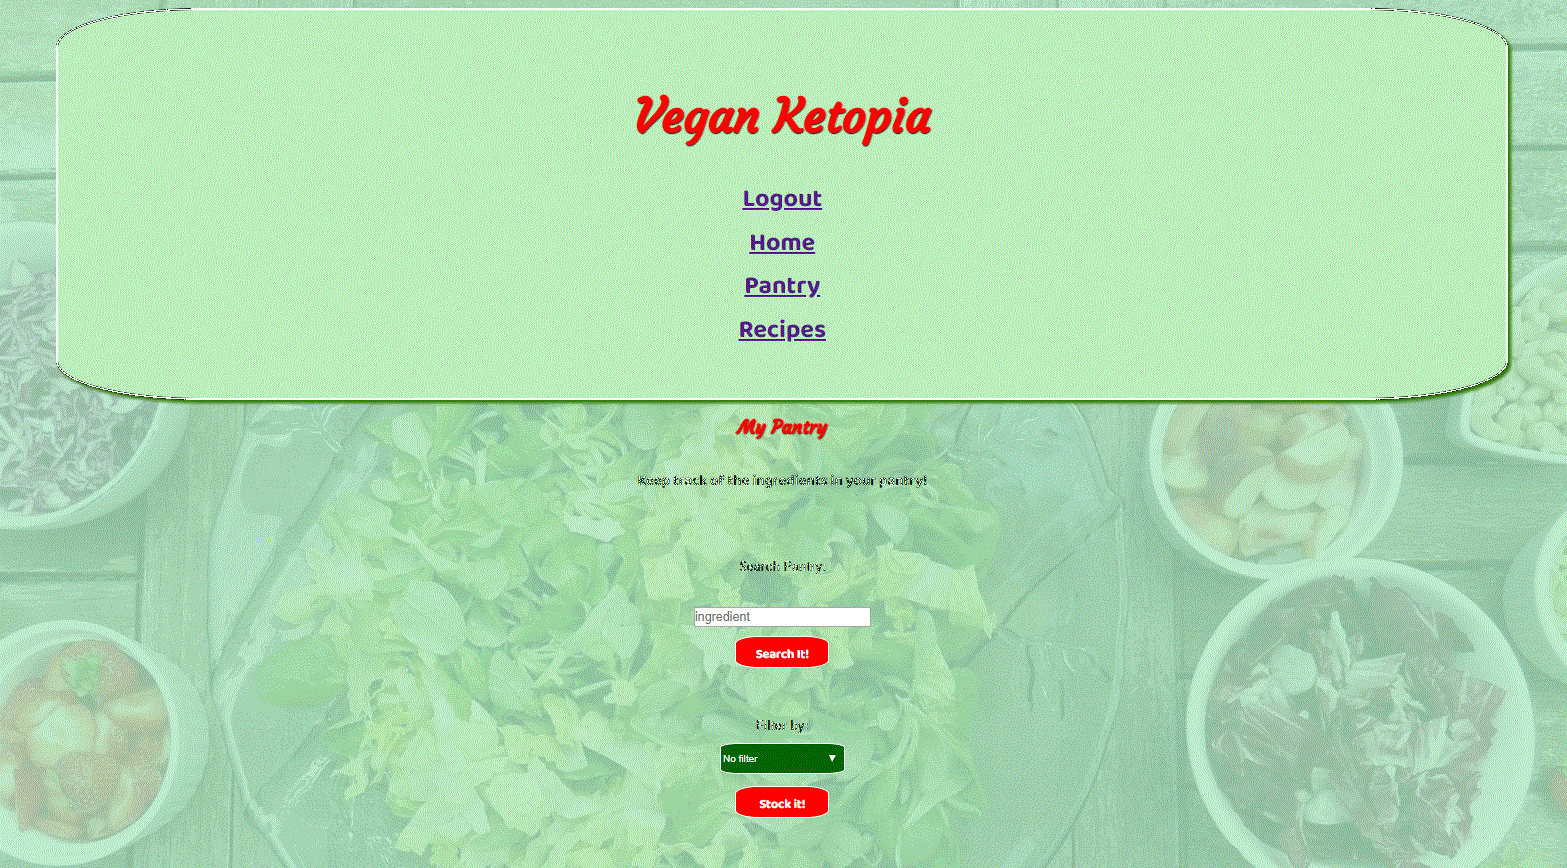 Vegan Ketopia
Logout
Home
Pantry
Recipes
My Pantry
Keep track of the ingredients in your pantry!
Search Pantry:
ingredient
Search It!
Filter by:
No filter
Stock it!